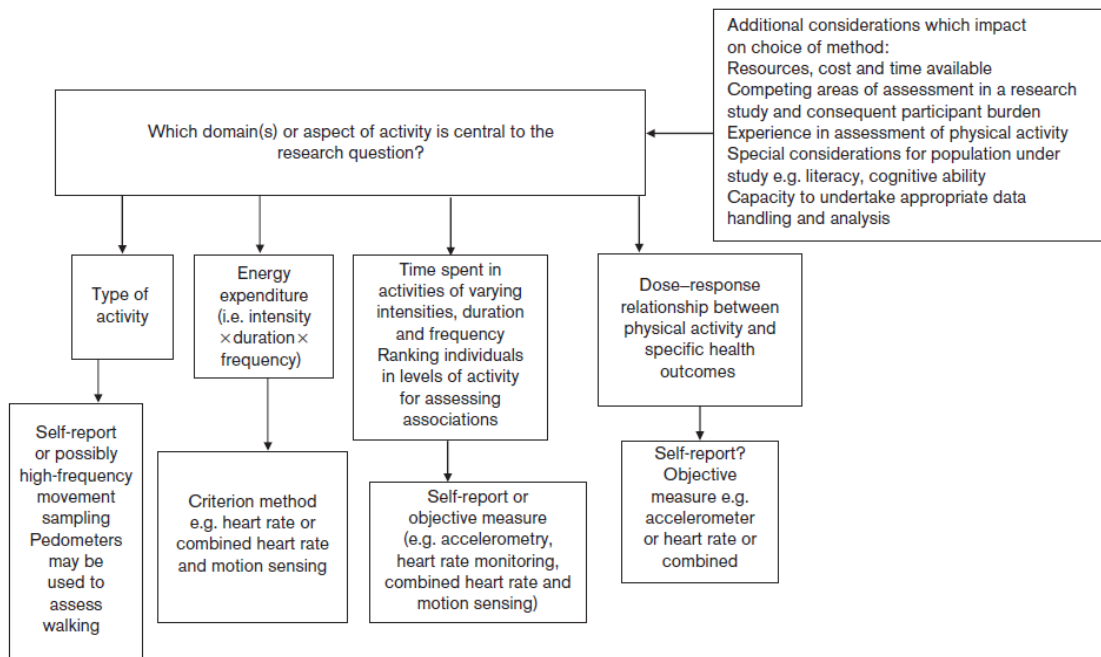 Additional considerations which impact
on choice of method:
Resources, cost and time available
Competing areas of assessment in a research
study and consequent participant burden
Experience in assessment of physical activity
Special considerations for population under
study e.g. literacy, cognitive ability
Capacity to undertake appropriate data
handling and analysis
Which domain(s) or aspect of activity is central to the
research question?
Type of
activity
Energy
expenditure
(i.e. intensity
×duration×
frequency)
Time spent in
activities of varying
intensities, duration
and frequency
Ranking individuals
in levels of activity
for assessing
associations
Dose–response
relationship between
physical activity and
specific health
outcomes
Self-report
or possibly
high-frequency
movement
sampling
Pedometers
may be
used to
assess
walking
Criterion method
e.g. heart rate or
combined heart rate
and motion sensing
Self-report or
objective measure
(e.g. accelerometry,
heart rate monitoring,
combined heart rate and
motion sensing)
Self-report?
Objective
measure e.g.
accelerometer
or heart rate or
combined